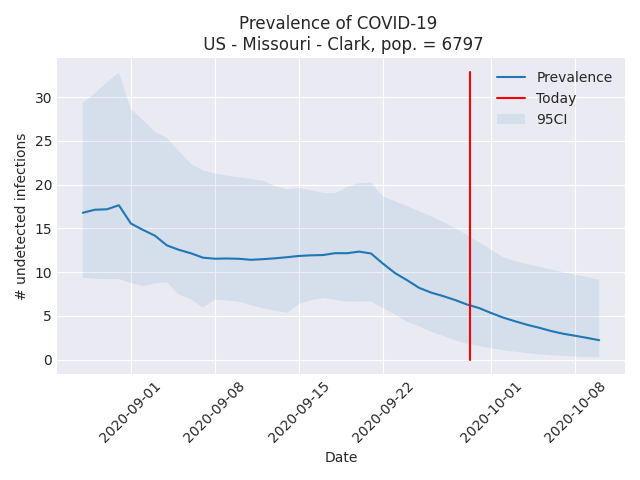 Prevalence of COVID-19
US - Missouri - Clark, pop. = 6797
Prevalence
Today
95CI
# undetected infections
30
25
20
15
10
5
0
2020-09-01
2020-09-08
2020-09-15
2020-09-22
2020-10-01
2020-10-08
Date